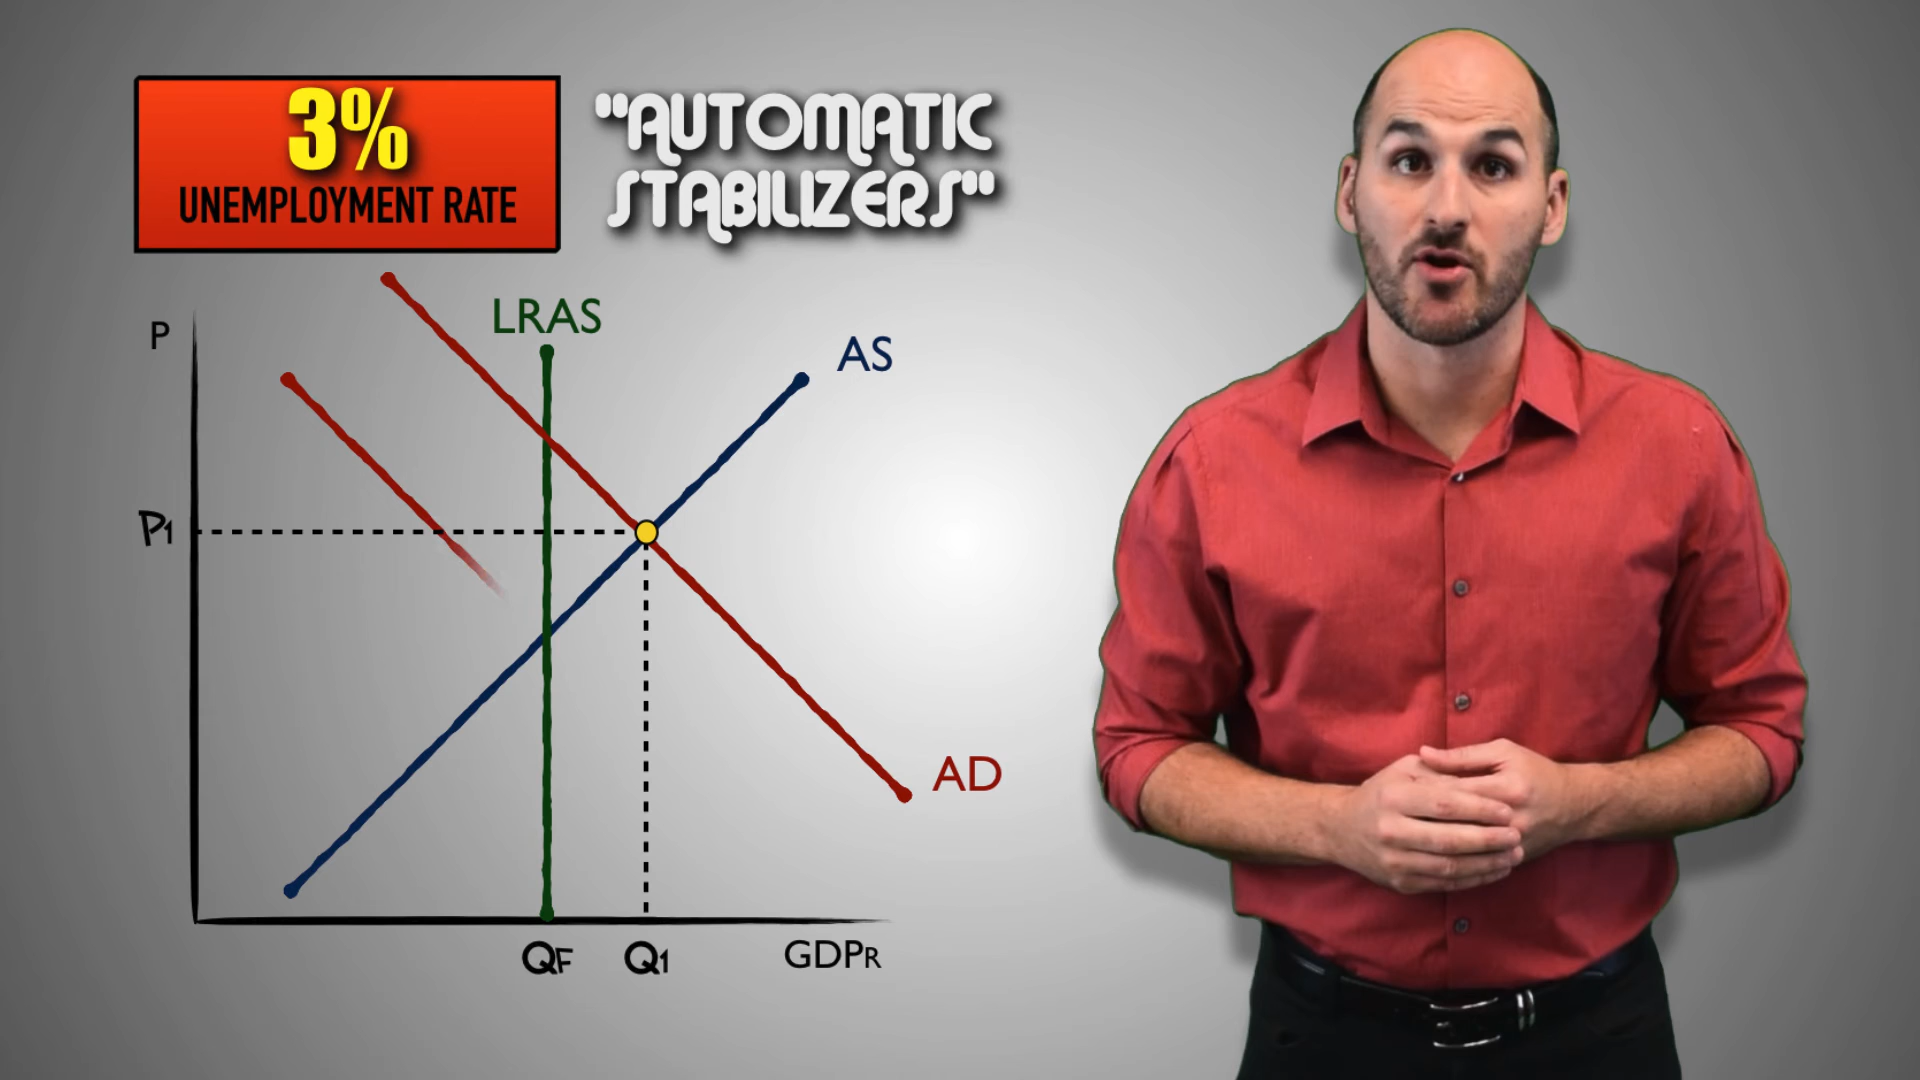 3%
UNEMPLOYMENT RATE
"AUTOMATIC
STABILIZERS"
P
LRAS
AS
P1
AD
QF
Q1
GDPR